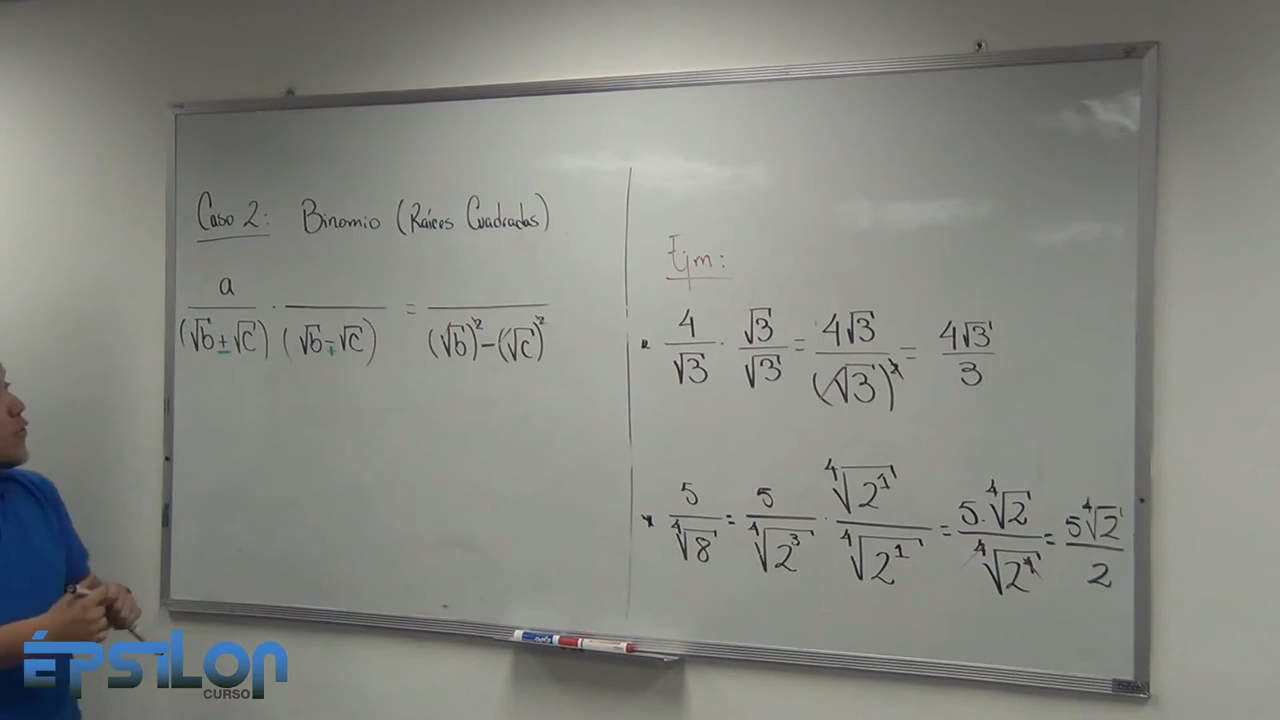 Caso 2: Binomio (Raíces Cuadradas)
a/(√b ± √c) · /(√b ∓ √c) = /(√b)² - (√c)²
Ejm:
4/√3 · √3/√3 = 4√3/(√3)² = 4√3/3
5/⁴√8 = 5/⁴√2³ · ⁴√2¹/⁴√2¹ = 5.⁴√2/⁴√2⁴ = 5⁴√2/2
ÉPSILON
CURSO